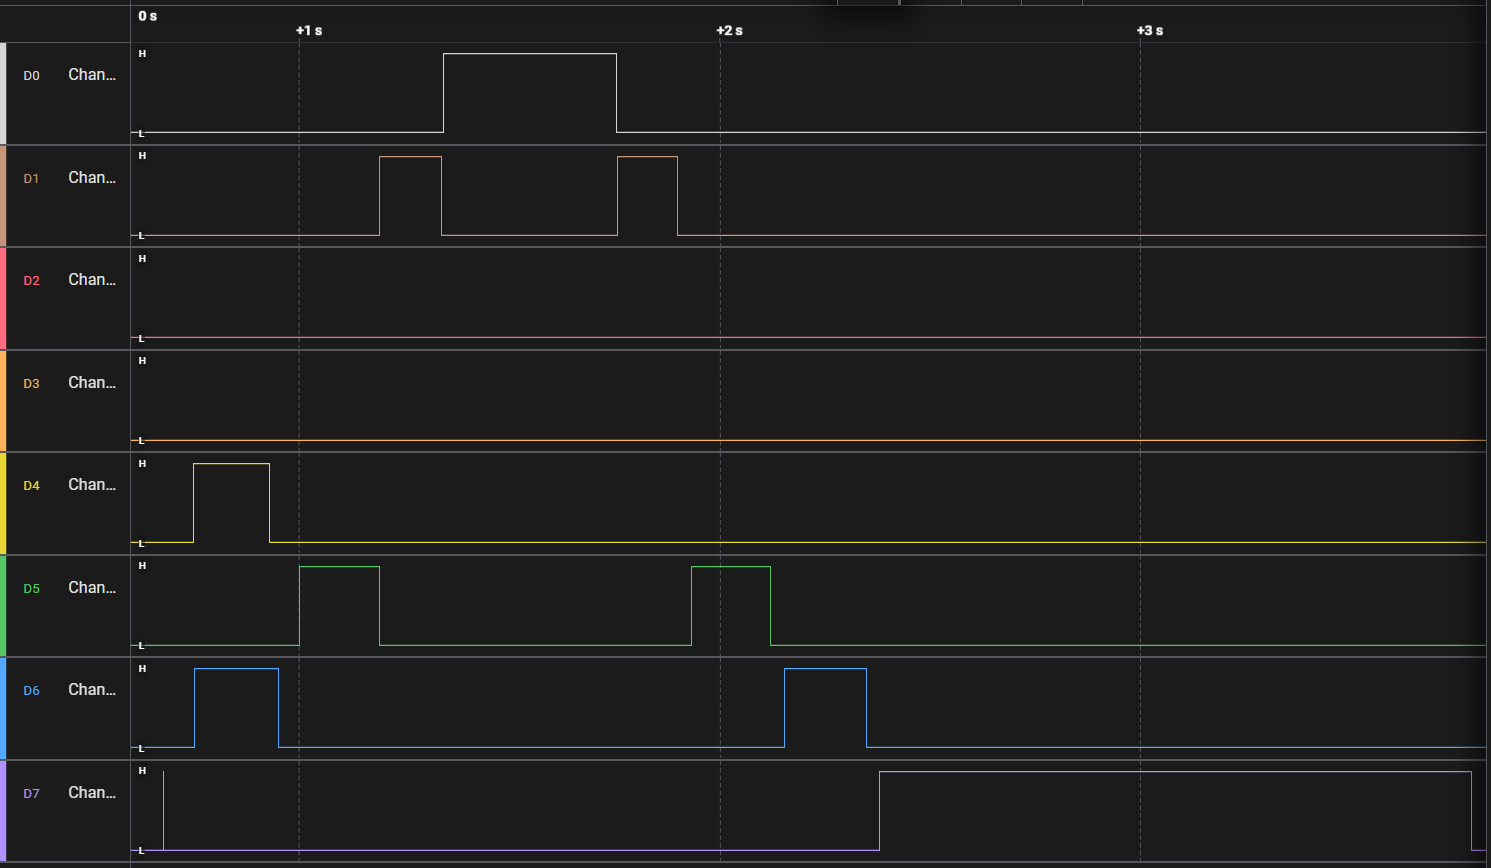 0 s
+1 s +2 s +3 s
H
D0 Chan...
L
H
D1 Chan...
L
H
D2 Chan...
L
H
D3 Chan...
L
H
D4 Chan...
L
H
D5 Chan...
L
H
D6 Chan...
L
H
D7 Chan...
L